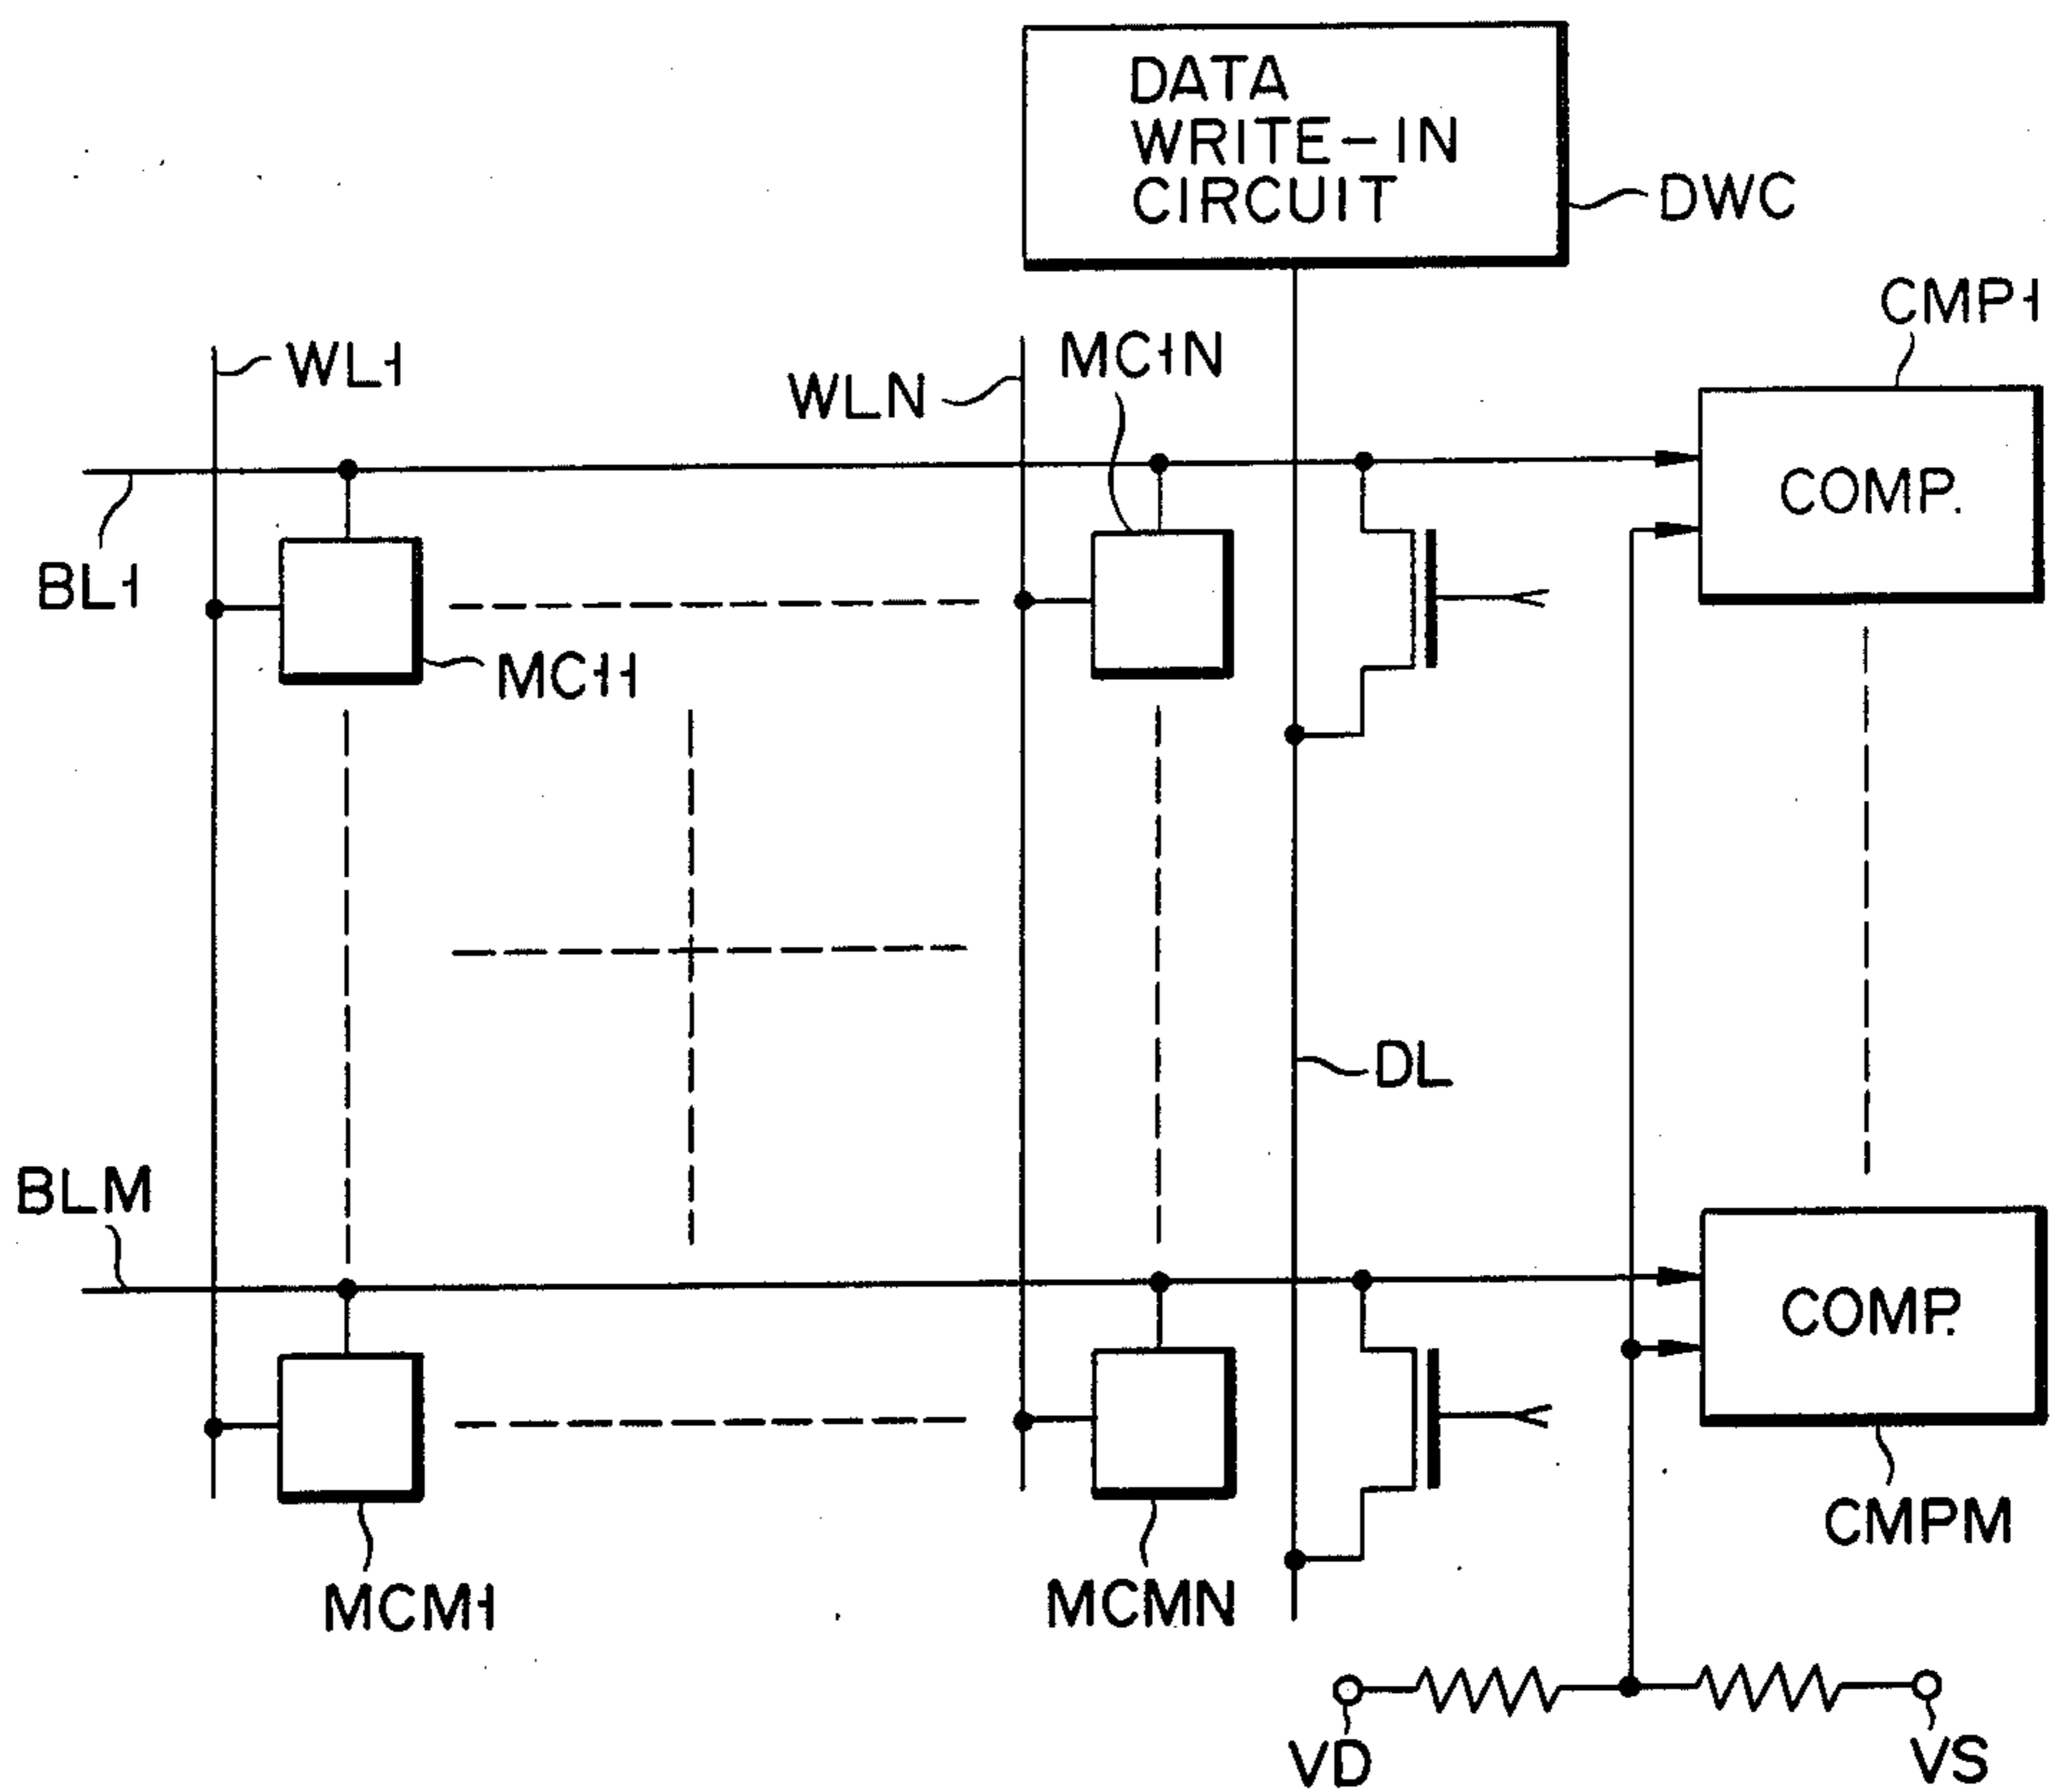 DATA
WRITE-IN
CIRCUIT
DWC
CMP1
WL1
WLN
MC1N
COMP.
BL1
MC11
DL
BLM
COMP.
CMPM
MCM1
MCMN
VD
VS